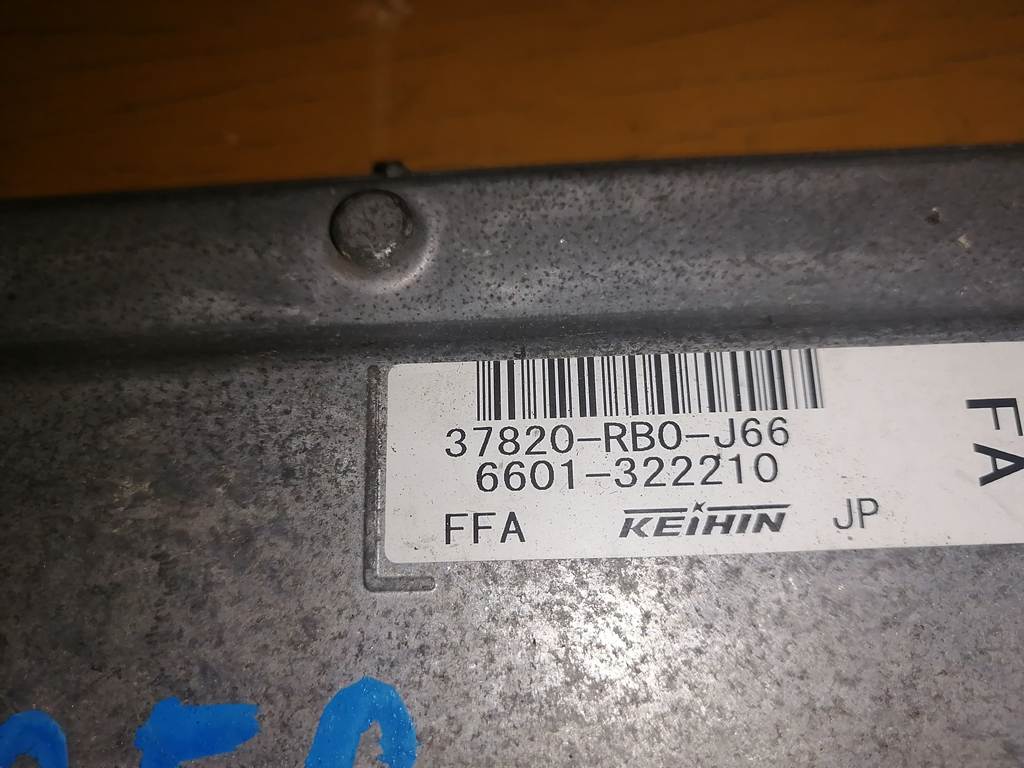 37820-RB0-J66
6601-322210
FFA KEIHIN JP
FA